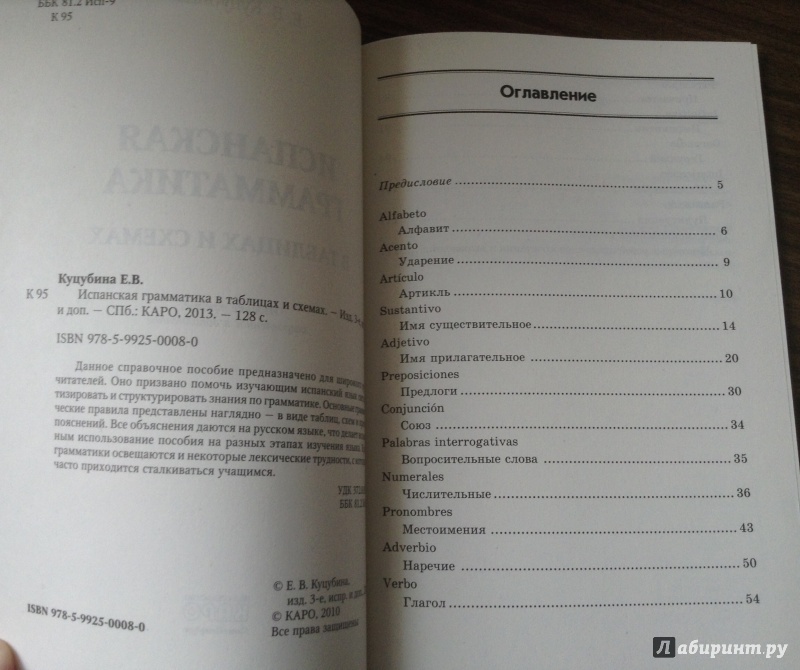 ББК 81.2 Исп-9
К 95
Куцубина Е.В.
К 95 Испанская грамматика в таблицах и схемах. — Изд. 3-е,
и доп. — СПб.: КАРО, 2013. — 128 с.
ISBN 978-5-9925-0008-0
Данное справочное пособие предназначено для
читателей. Оно призвано помочь изучающим испанский язык
тизировать и структурировать знания по грамматике. Основные
ческие правила представлены наглядно — в виде таблиц, схем и
пояснений. Все объяснения даются на русском языке, что делает
ным использование пособия на разных этапах изучения языка.
грамматики освещаются и некоторые лексические трудности, с
часто приходится сталкиваться учащимся.
УДК
ББК 81.2
© Е. В. Куцубина,
изд. 3-е, испр. и доп.,
© КАРО, 2010
Все права защищены
ISBN 978-5-9925-0008-0
Оглавление
Предисловие 5
Alfabeto
Алфавит 6
Acento
Ударение 9
Artículo
Артикль 10
Sustantivo
Имя существительное 14
Adjetivo
Имя прилагательное 20
Preposiciones
Предлоги 30
Conjunción
Союз 34
Palabras interrogativas
Вопросительные слова 35
Numerales
Числительные 36
Pronombres
Местоимения 43
Adverbio
Наречие 50
Verbo
Глагол 54
Лабиринт.ру